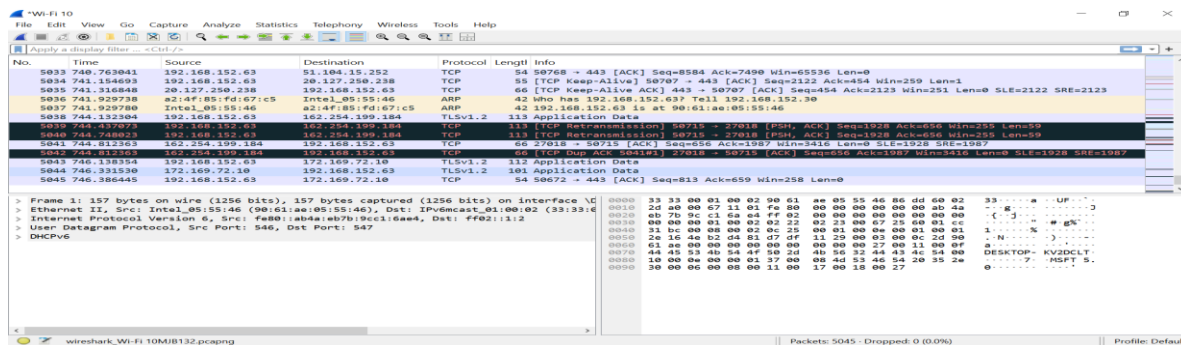 *Wi-Fi 10
File Edit View Go Capture Analyze Statistics Telephony Wireless Tools Help
Apply a display filter ... <Ctrl-/>
No. Time Source Destination Protocol Lengtl Info
5033 740.763041 192.168.152.63 51.104.15.252 TCP 54 50768 → 443 [ACK] Seq=8584 Ack=7490 Win=65536 Len=0
5034 741.154693 192.168.152.63 20.127.250.238 TCP 55 [TCP Keep-Alive] 50707 → 443 [ACK] Seq=2122 Ack=454 Win=259 Len=1
5035 741.316848 20.127.250.238 192.168.152.63 TCP 66 [TCP Keep-Alive ACK] 443 → 50707 [ACK] Seq=454 Ack=2123 Win=251 Len=0 SLE=2122 SRE=2123
5036 741.929738 a2:4f:85:fd:67:c5 Intel_05:55:46 ARP 42 Who has 192.168.152.63? Tell 192.168.152.30
5037 741.929780 Intel_05:55:46 a2:4f:85:fd:67:c5 ARP 42 192.168.152.63 is at 90:61:ae:05:55:46
5038 744.132304 192.168.152.63 162.254.199.184 TLSv1.2 113 Application Data
5039 744.437073 192.168.152.63 162.254.199.184 TCP 113 [TCP Retransmission] 50715 → 27018 [PSH, ACK] Seq=1928 Ack=656 Win=255 Len=59
5040 744.748023 192.168.152.63 162.254.199.184 TCP 113 [TCP Retransmission] 50715 → 27018 [PSH, ACK] Seq=1928 Ack=656 Win=255 Len=59
5041 744.812363 162.254.199.184 192.168.152.63 TCP 66 27018 → 50715 [ACK] Seq=656 Ack=1987 Win=3416 Len=0 SLE=1928 SRE=1987
5042 744.812363 162.254.199.184 192.168.152.63 TCP 66 [TCP Dup ACK 5041#1] 27018 → 50715 [ACK] Seq=656 Ack=1987 Win=3416 Len=0 SLE=1928 SRE=1987
5043 746.138354 192.168.152.63 172.169.72.10 TLSv1.2 112 Application Data
5044 746.331530 172.169.72.10 192.168.152.63 TLSv1.2 101 Application Data
5045 746.386445 192.168.152.63 172.169.72.10 TCP 54 50672 → 443 [ACK] Seq=813 Ack=659 Win=258 Len=0
> Frame 1: 157 bytes on wire (1256 bits), 157 bytes captured (1256 bits) on interface \D
> Ethernet II, Src: Intel_05:55:46 (90:61:ae:05:55:46), Dst: IPv6mcast_01:00:02 (33:33:0
> Internet Protocol Version 6, Src: fe80::ab4a:eb7b:9cc1:6ae4, Dst: ff02::1:2
> User Datagram Protocol, Src Port: 546, Dst Port: 547
> DHCPv6
0000 33 33 00 01 00 02 90 61 ae 05 55 46 86 dd 60 02
0010 2d a0 00 67 11 01 fe 80 00 00 00 00 00 00 ab 4a
0020 eb 7b 9c c1 6a e4 ff 02 00 00 00 00 00 00 00 00
0030 00 00 00 01 00 02 02 22 02 23 00 67 25 60 01 cc
0040 31 bc 00 08 00 02 0c 25 00 01 00 0e 00 01 00 01
0050 2e 16 4e b2 d4 81 d7 df 11 29 00 03 00 0c 2d 90
0060 61 ae 00 00 00 00 00 00 00 00 00 27 00 11 00 0f
0070 44 45 53 4b 54 4f 50 2d 4b 56 32 44 43 4c 54 00
0080 10 00 0e 00 00 01 37 00 08 4d 53 46 54 20 35 2e
0090 30 00 06 00 08 00 11 00 17 00 18 00 27
wireshark_Wi-Fi 10MJB132.pcapng Packets: 5045 · Dropped: 0 (0.0%) Profile: Defau